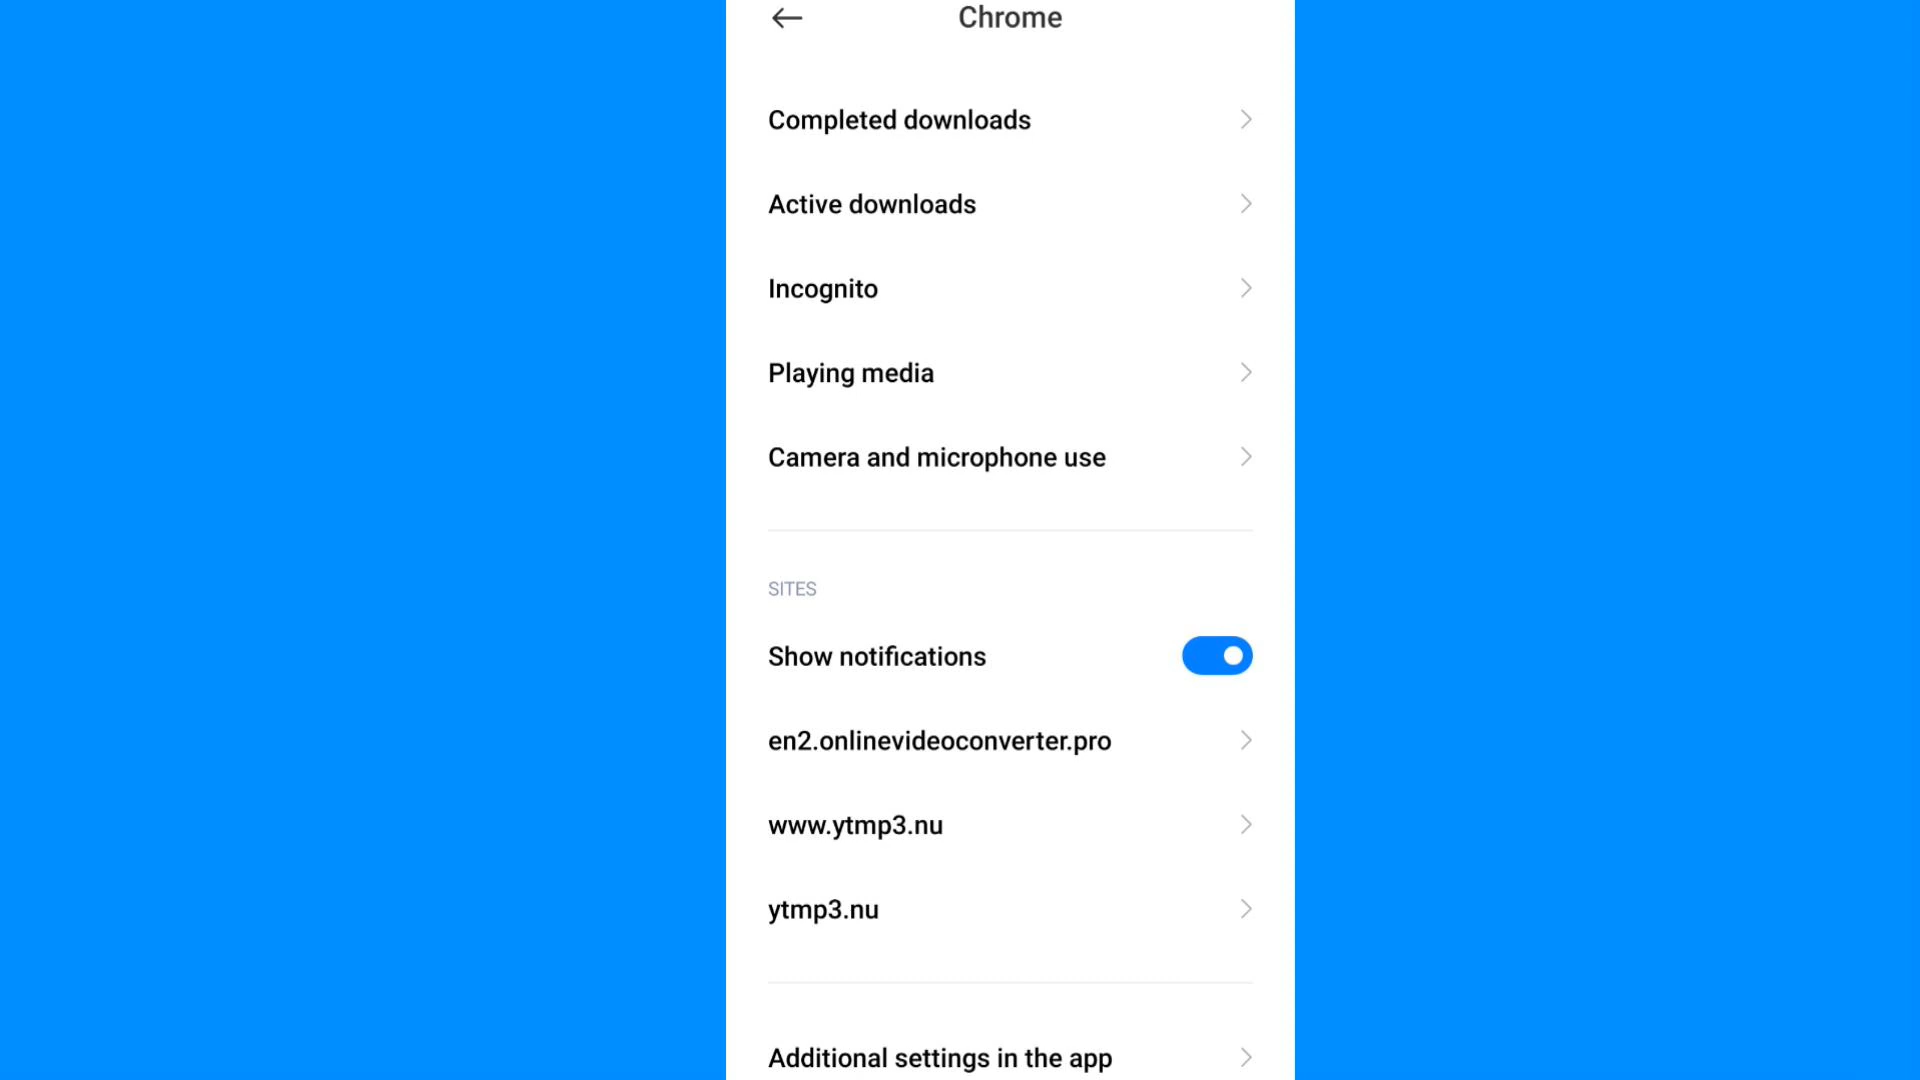 Chrome
Completed downloads
Active downloads
Incognito
Playing media
Camera and microphone use
SITES
Show notifications
en2.onlinevideoconverter.pro
www.ytmp3.nu
ytmp3.nu
Additional settings in the app